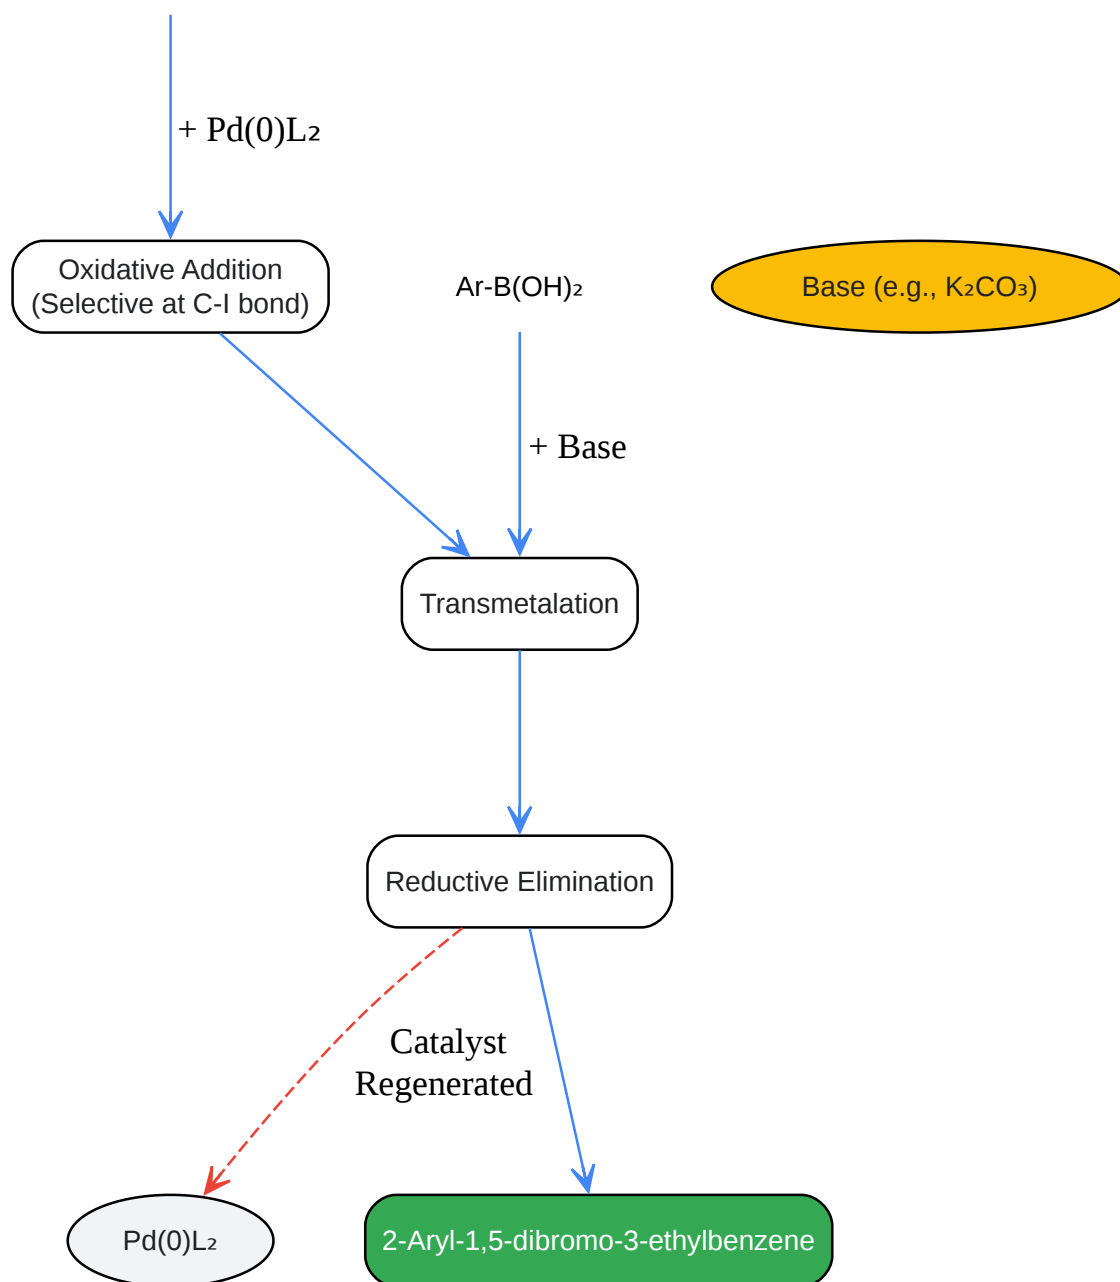 + Pd(0)L₂
Oxidative Addition
(Selective at C-I bond)
Ar-B(OH)₂
Base (e.g., K₂CO₃)
+ Base
Transmetalation
Reductive Elimination
Catalyst
Regenerated
Pd(0)L₂
2-Aryl-1,5-dibromo-3-ethylbenzene